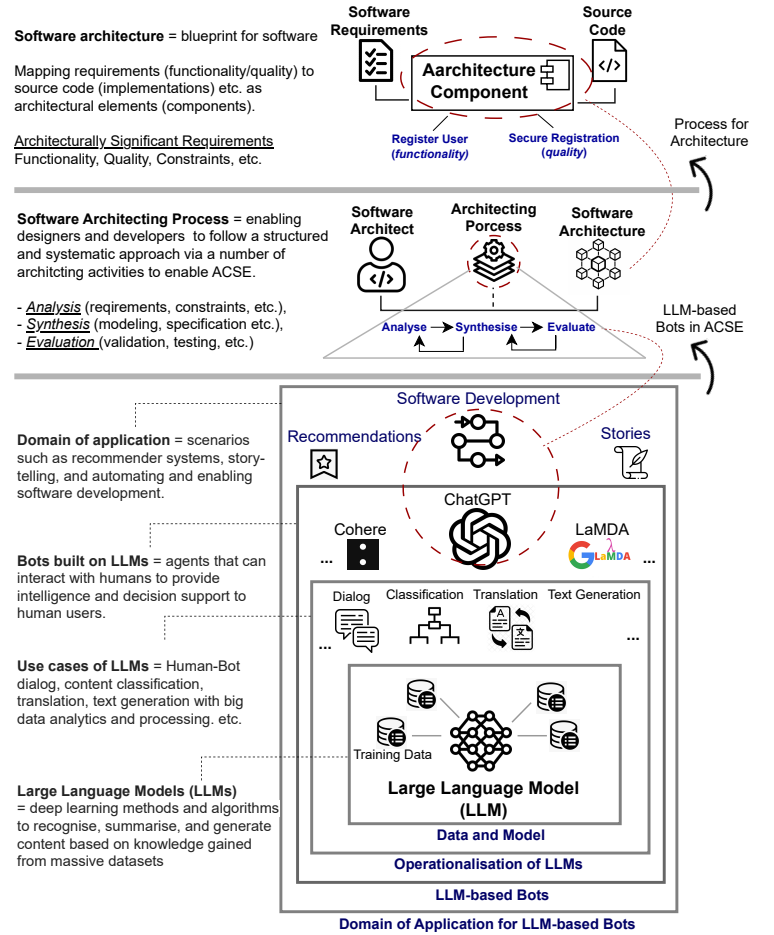 Software architecture = blueprint for software
Mapping requirements (functionality/quality) to
source code (implementations) etc. as
architectural elements (components).
Architecturally Significant Requirements
Functionality, Quality, Constraints, etc.
Software
Requirements
Source
Code
</>
Aarchitecture
Component
Register User
(functionality)
Secure Registration
(quality)
Process for
Architecture
Software Architecting Process = enabling
designers and developers to follow a structured
and systematic approach via a number of
architcting activities to enable ACSE.
- Analysis (reqirements, constraints, etc.),
- Synthesis (modeling, specification etc.),
- Evaluation (validation, testing, etc.)
Software
Architect
</>
Architecting
Porcess
Software
Architecture
Analyse
Synthesise
Evaluate
LLM-based
Bots in ACSE
Domain of application = scenarios
such as recommender systems, story-
telling, and automating and enabling
software development.
Bots built on LLMs = agents that can
interact with humans to provide
intelligence and decision support to
human users.
Use cases of LLMs = Human-Bot
dialog, content classification,
translation, text generation with big
data analytics and processing. etc.
Large Language Models (LLMs)
= deep learning methods and algorithms
to recognise, summarise, and generate
content based on knowledge gained
from massive datasets
Software Development
Recommendations
Stories
ChatGPT
Cohere
LaMDA
...
G LaMDA
λ
...
Dialog
Classification
Translation
Text Generation
A
文
...
...
Training Data
Large Language Model
(LLM)
Data and Model
Operationalisation of LLMs
LLM-based Bots
Domain of Application for LLM-based Bots